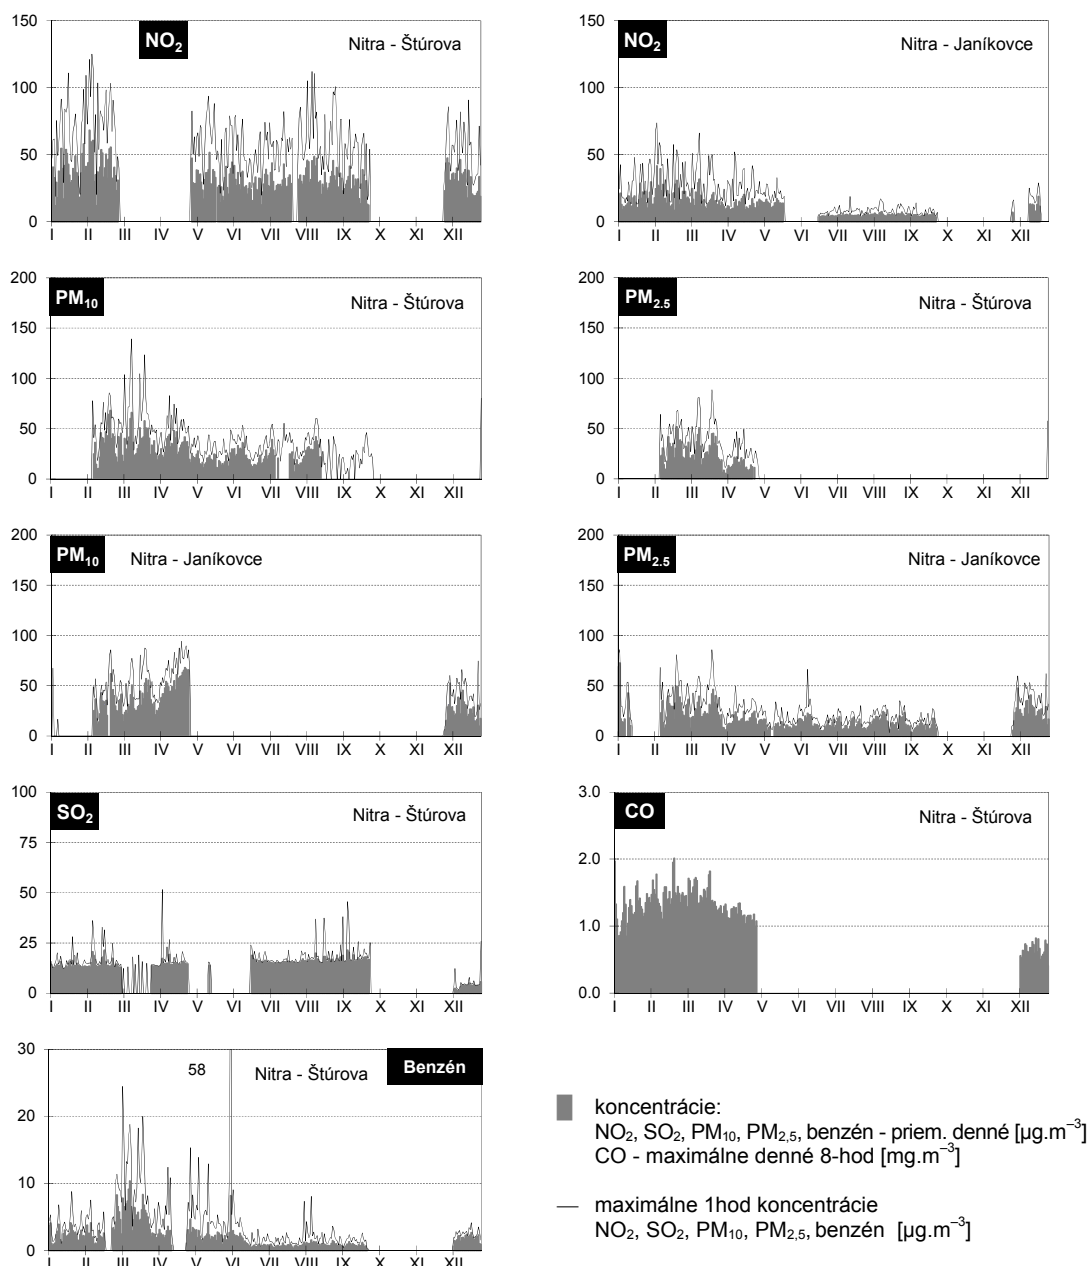 NO₂ Nitra - Štúrova
150
100
50
0
I II III IV V VI VII VIII IX X XI XII
NO₂ Nitra - Janíkovce
150
100
50
0
I II III IV V VI VII VIII IX X XI XII
PM₁₀ Nitra - Štúrova
200
150
100
50
0
I II III IV V VI VII VIII IX X XI XII
PM₂.₅ Nitra - Štúrova
200
150
100
50
0
I II III IV V VI VII VIII IX X XI XII
PM₁₀ Nitra - Janíkovce
200
150
100
50
0
I II III IV V VI VII VIII IX X XI XII
PM₂.₅ Nitra - Janíkovce
200
150
100
50
0
I II III IV V VI VII VIII IX X XI XII
SO₂ Nitra - Štúrova
100
75
50
25
0
I II III IV V VI VII VIII IX X XI XII
CO Nitra - Štúrova
3.0
2.0
1.0
0.0
I II III IV V VI VII VIII IX X XI XII
58 Nitra - Štúrova Benzén
30
20
10
0
I II III IV V VI VII VIII IX X XI XII
koncentrácie:
NO₂, SO₂, PM₁₀, PM₂,₅, benzén - priem. denné [µg.m⁻³]
CO - maximálne denné 8-hod [mg.m⁻³]
maximálne 1hod koncentrácie
NO₂, SO₂, PM₁₀, PM₂,₅, benzén [µg.m⁻³]